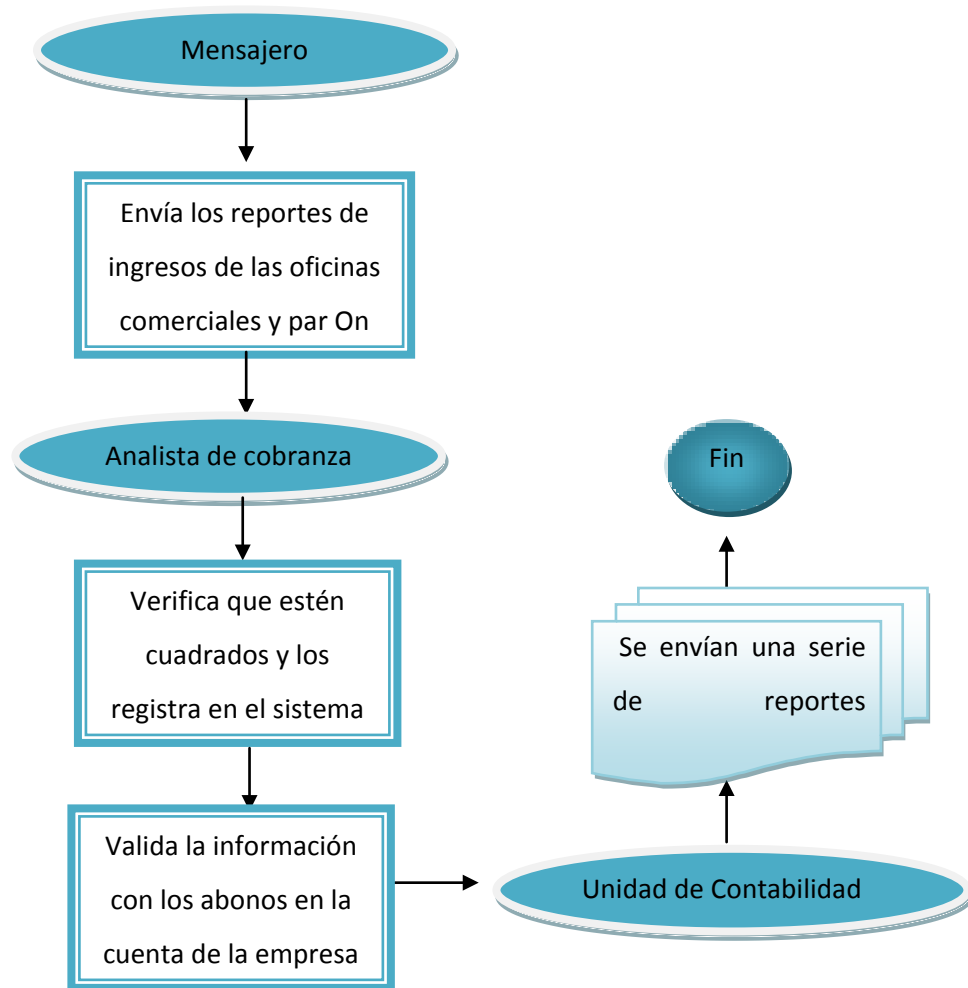 Mensajero
Envía los reportes de
ingresos de las oficinas
comerciales y par On
Analista de cobranza
Verifica que estén
cuadrados y los
registra en el sistema
Valida la información
con los abonos en la
cuenta de la empresa
Unidad de Contabilidad
Se envían una serie
de reportes
Fin